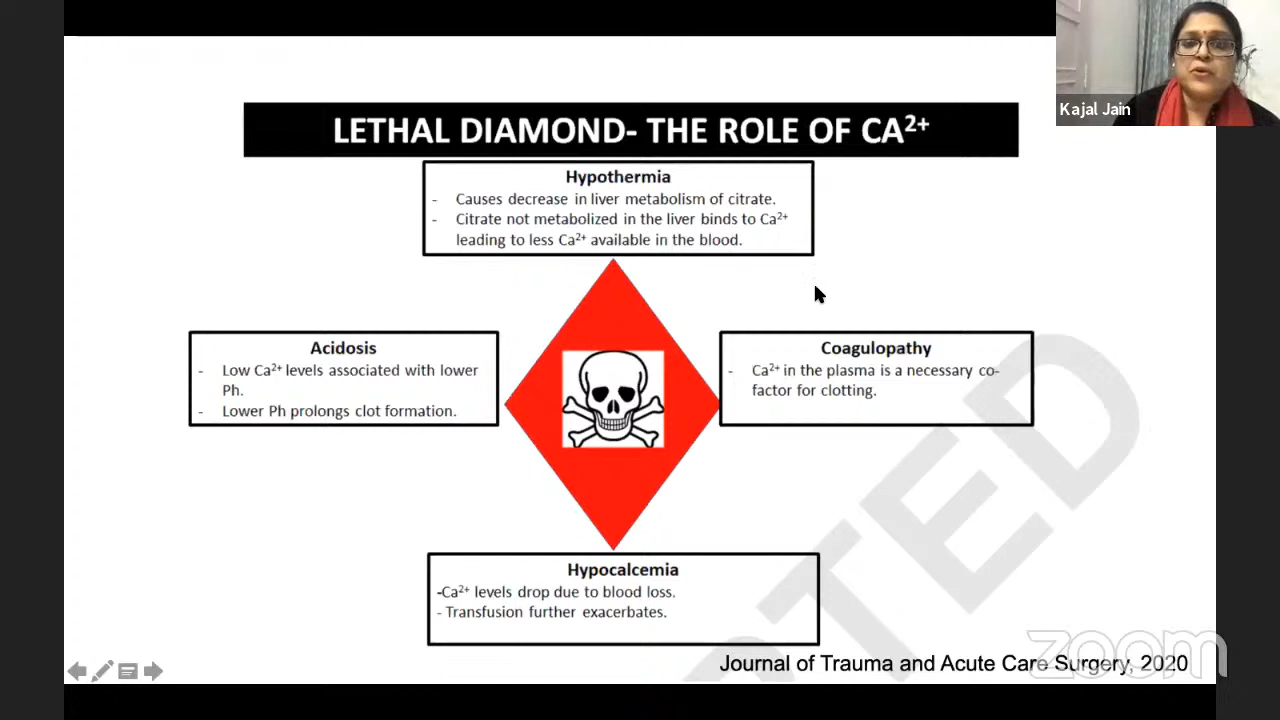 Kajal Jain
LETHAL DIAMOND- THE ROLE OF CA²⁺
Hypothermia
- Causes decrease in liver metabolism of citrate.
- Citrate not metabolized in the liver binds to Ca²⁺
leading to less Ca²⁺ available in the blood.
Acidosis
- Low Ca²⁺ levels associated with lower
Ph.
- Lower Ph prolongs clot formation.
Coagulopathy
- Ca²⁺ in the plasma is a necessary co-
factor for clotting.
Hypocalcemia
-Ca²⁺ levels drop due to blood loss.
- Transfusion further exacerbates.
PTED
zoom
Journal of Trauma and Acute Care Surgery, 2020